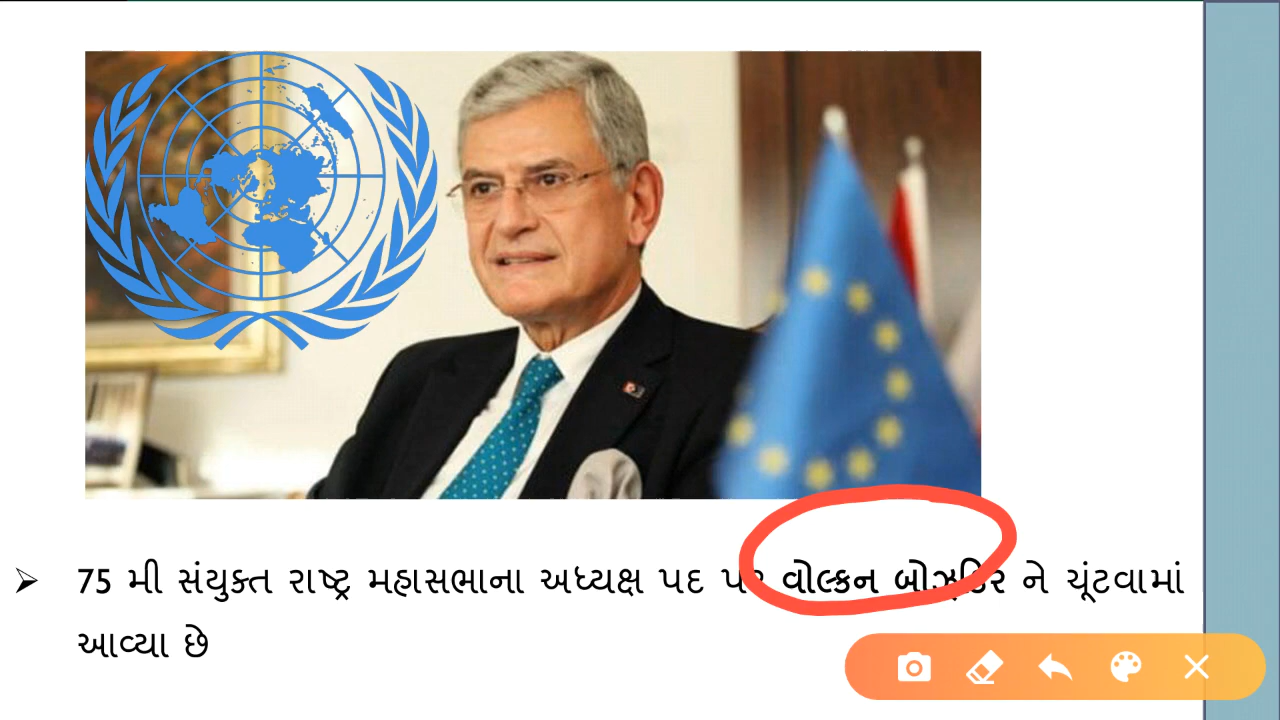 ➢ 75 મી સંયુક્ત રાષ્ટ્ર મહાસભાના અધ્યક્ષ પદ પર વોલ્કન બોઝકિર ને ચૂંટવામાં
આવ્યા છે